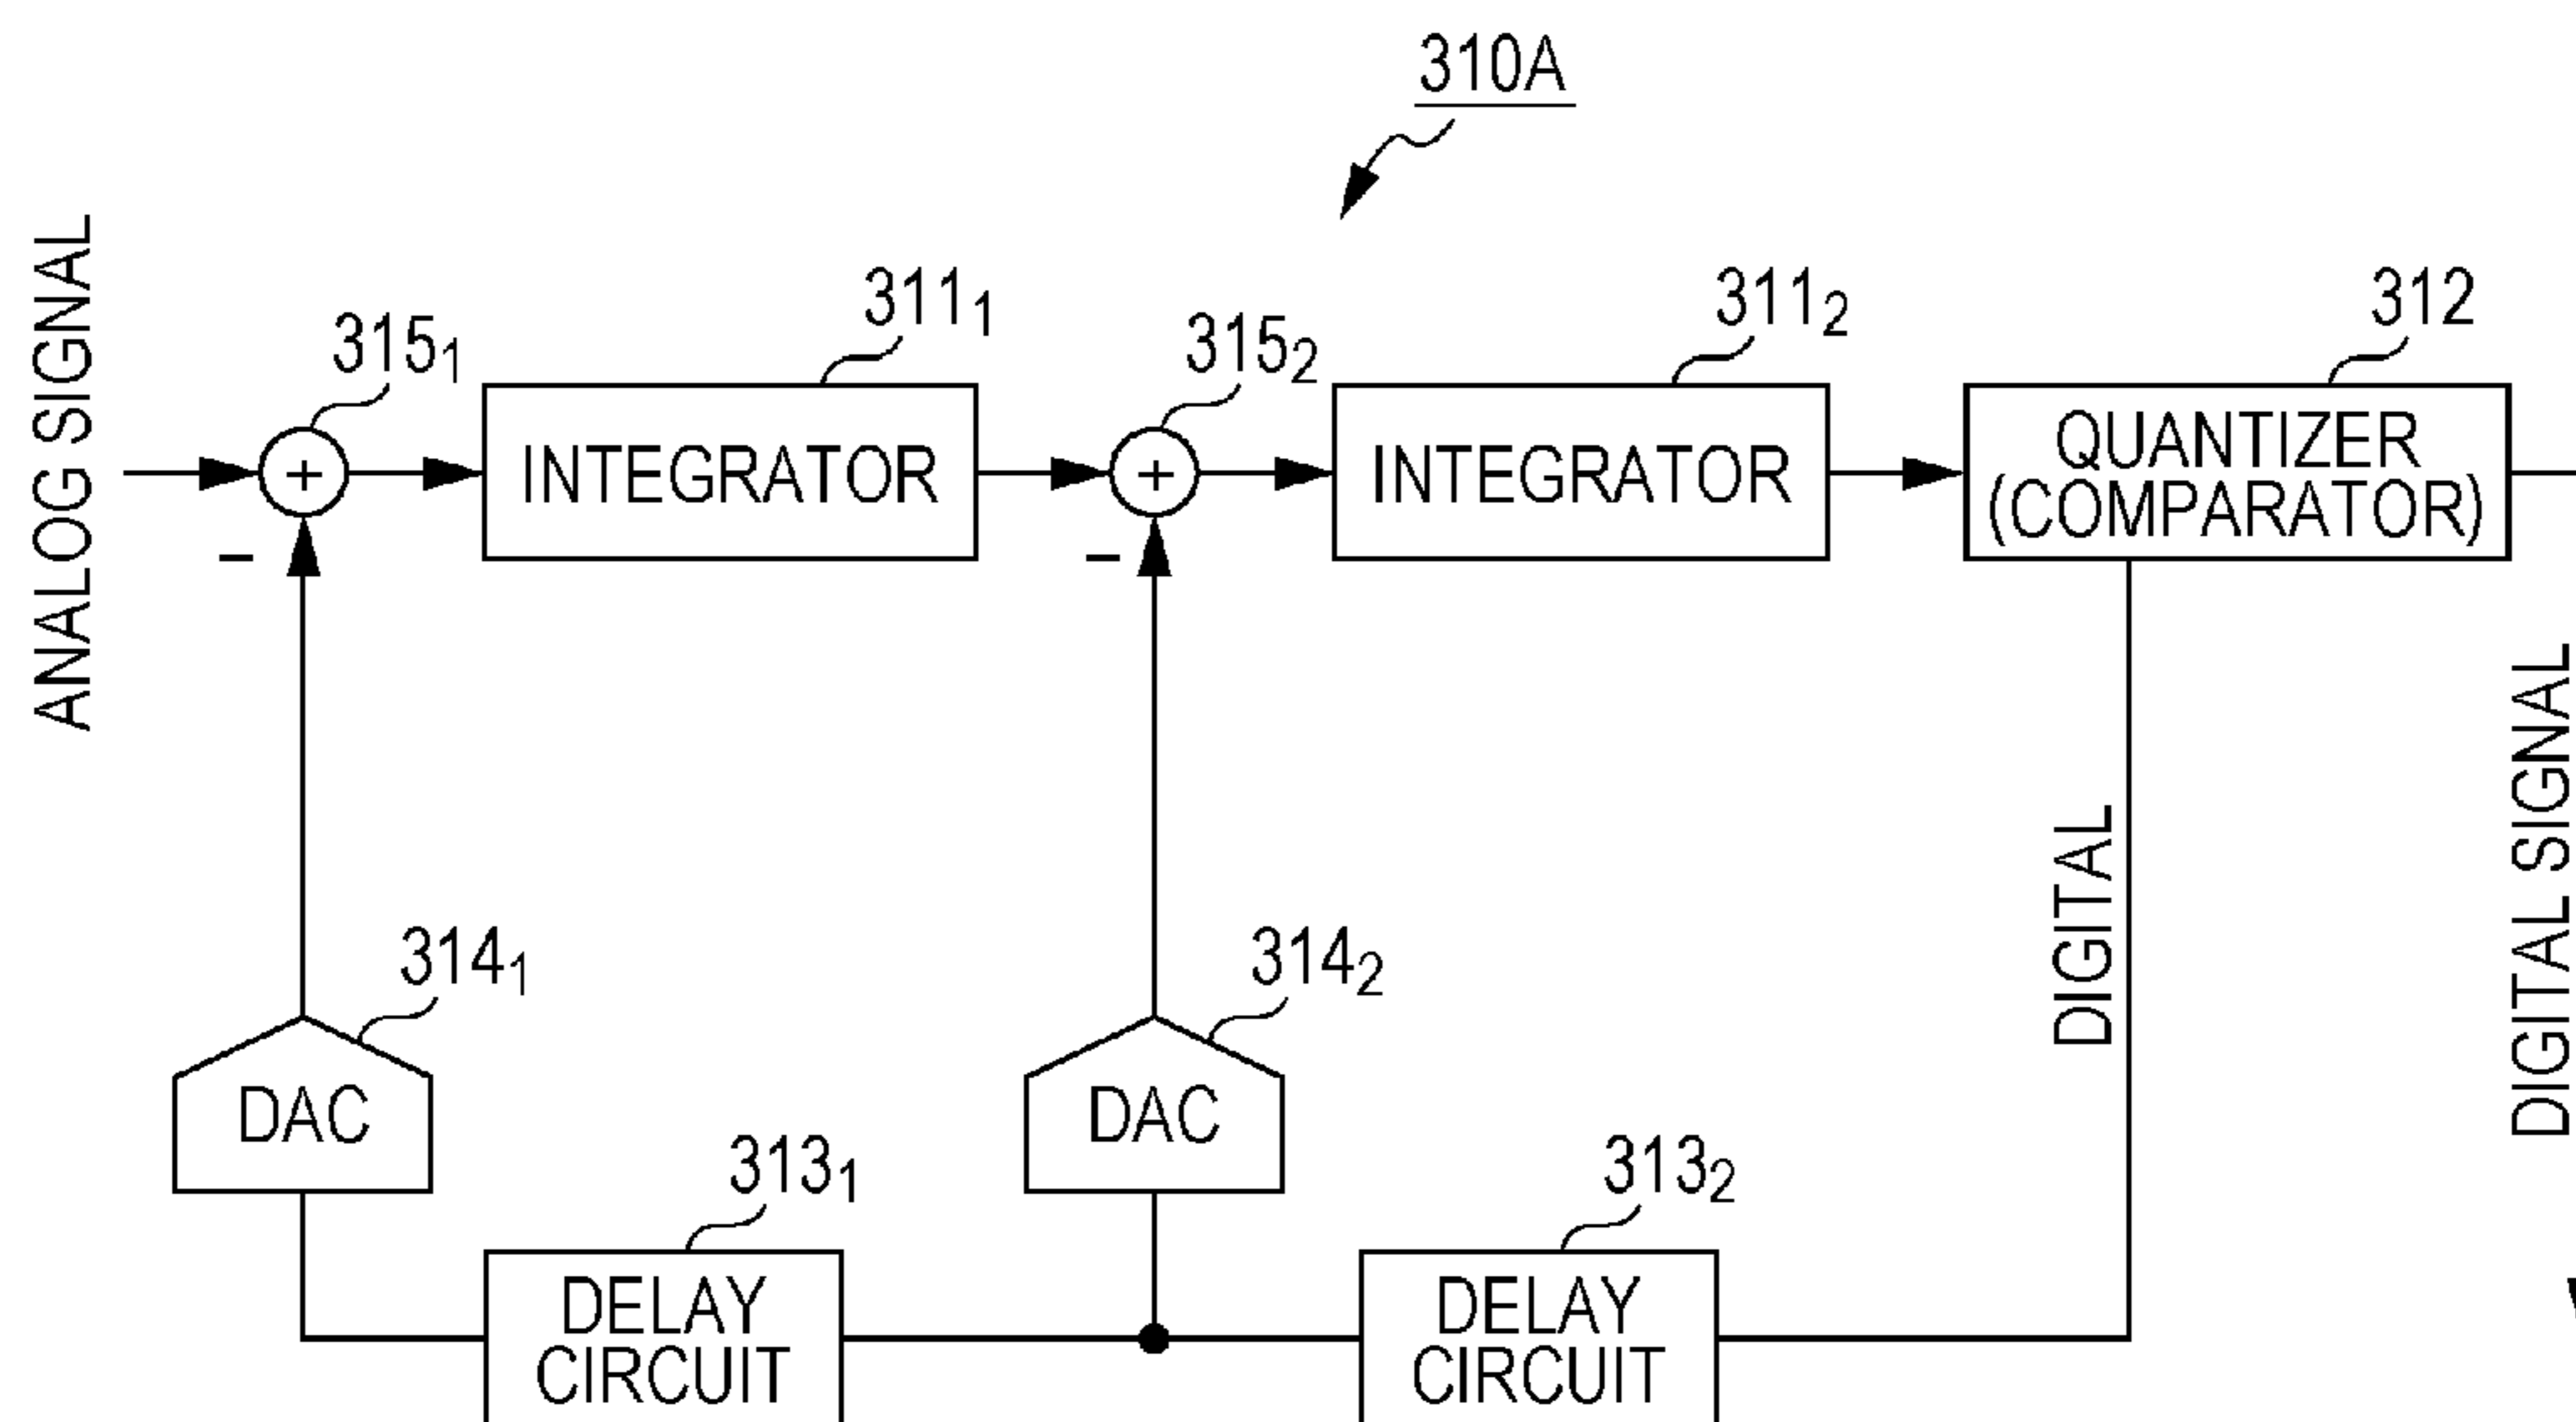 310A
ANALOG SIGNAL
315₁
311₁
315₂
311₂
312
+
INTEGRATOR
+
INTEGRATOR
QUANTIZER
(COMPARATOR)
−
−
DIGITAL
DIGITAL SIGNAL
314₁
314₂
DAC
DAC
313₁
313₂
DELAY
CIRCUIT
DELAY
CIRCUIT